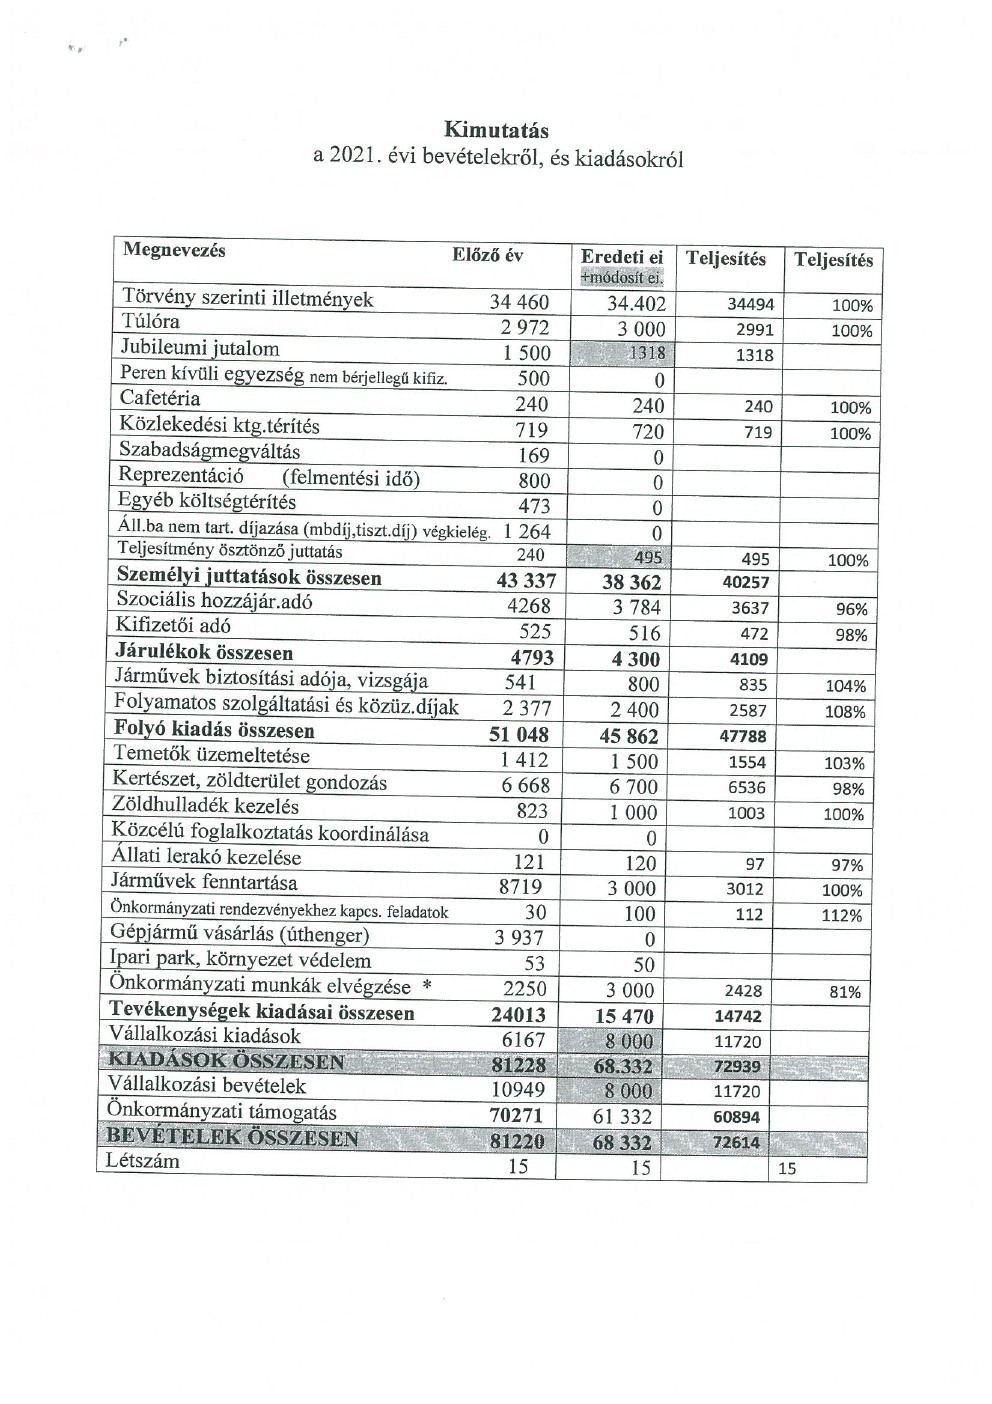 Kimutatás
a 2021. évi bevételekről, és kiadásokról
Megnevezés Előző év Eredeti ei +módosít ei. Teljesítés Teljesítés
Törvény szerinti illetmények 34 460 34.402 34494 100%
Túlóra 2 972 3 000 2991 100%
Jubileumi jutalom 1 500 1318 1318
Peren kívüli egyezség nem bérjellegű kifiz. 500 0
Cafetéria 240 240 240 100%
Közlekedési ktg.térítés 719 720 719 100%
Szabadságmegváltás 169 0
Reprezentáció (felmentési idő) 800 0
Egyéb költségtérítés 473 0
Áll.ba nem tart. díjazása (mbdíj,tiszt.díj) végkielég. 1 264 0
Teljesítmény ösztönző juttatás 240 495 495 100%
Személyi juttatások összesen 43 337 38 362 40257
Szociális hozzájár.adó 4268 3 784 3637 96%
Kifizetői adó 525 516 472 98%
Járulékok összesen 4793 4 300 4109
Járművek biztosítási adója, vizsgája 541 800 835 104%
Folyamatos szolgáltatási és közüz.díjak 2 377 2 400 2587 108%
Folyó kiadás összesen 51 048 45 862 47788
Temetők üzemeltetése 1 412 1 500 1554 103%
Kertészet, zöldterület gondozás 6 668 6 700 6536 98%
Zöldhulladék kezelés 823 1 000 1003 100%
Közcélú foglalkoztatás koordinálása 0 0
Állati lerakó kezelése 121 120 97 97%
Járművek fenntartása 8719 3 000 3012 100%
Önkormányzati rendezvényekhez kapcs. feladatok 30 100 112 112%
Gépjármű vásárlás (úthenger) 3 937 0
Ipari park, környezet védelem 53 50
Önkormányzati munkák elvégzése * 2250 3 000 2428 81%
Tevékenységek kiadásai összesen 24013 15 470 14742
Vállalkozási kiadások 6167 8 000 11720
KIADÁSOK ÖSSZESEN 81228 68.332 72939
Vállalkozási bevételek 10949 8 000 11720
Önkormányzati támogatás 70271 61 332 60894
BEVÉTELEK ÖSSZESEN 81220 68 332 72614
Létszám 15 15 15